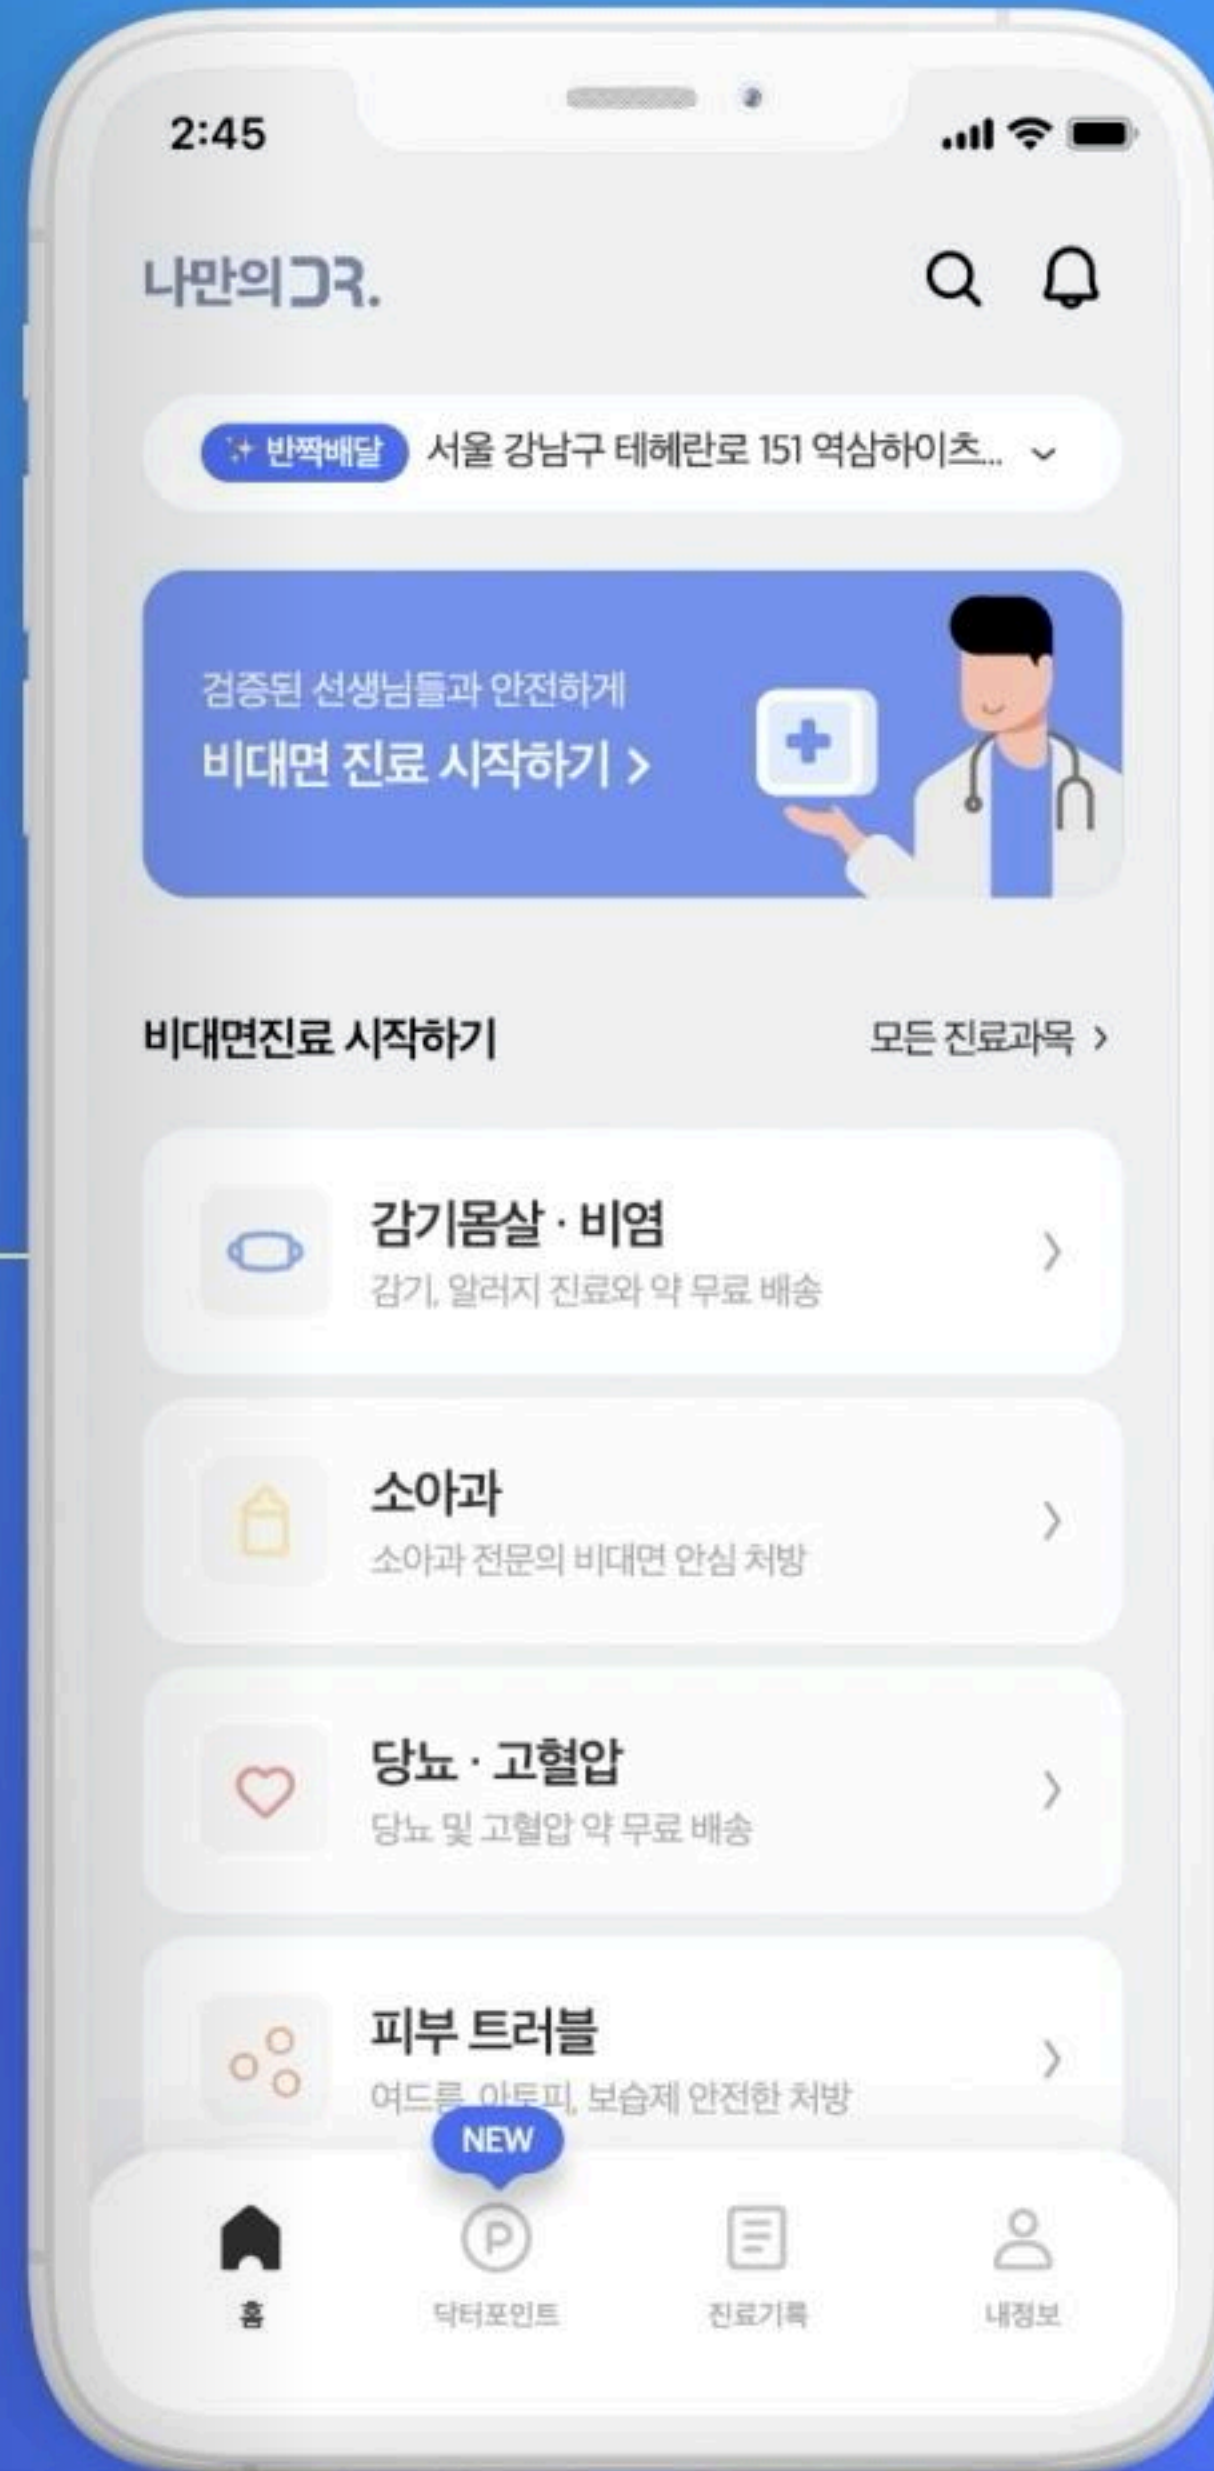 2:45
나만의DR.
반짝배달 서울 강남구 테헤란로 151 역삼하이츠...
검증된 선생님들과 안전하게
비대면 진료 시작하기 >
비대면진료 시작하기 모든 진료과목 >
감기몸살 · 비염
감기, 알러지 진료와 약 무료 배송
소아과
소아과 전문의 비대면 안심 처방
당뇨 · 고혈압
당뇨 및 고혈압 약 무료 배송
피부 트러블
여드름, 아토피, 보습제 안전한 처방
NEW
P
홈 닥터포인트 진료기록 내정보